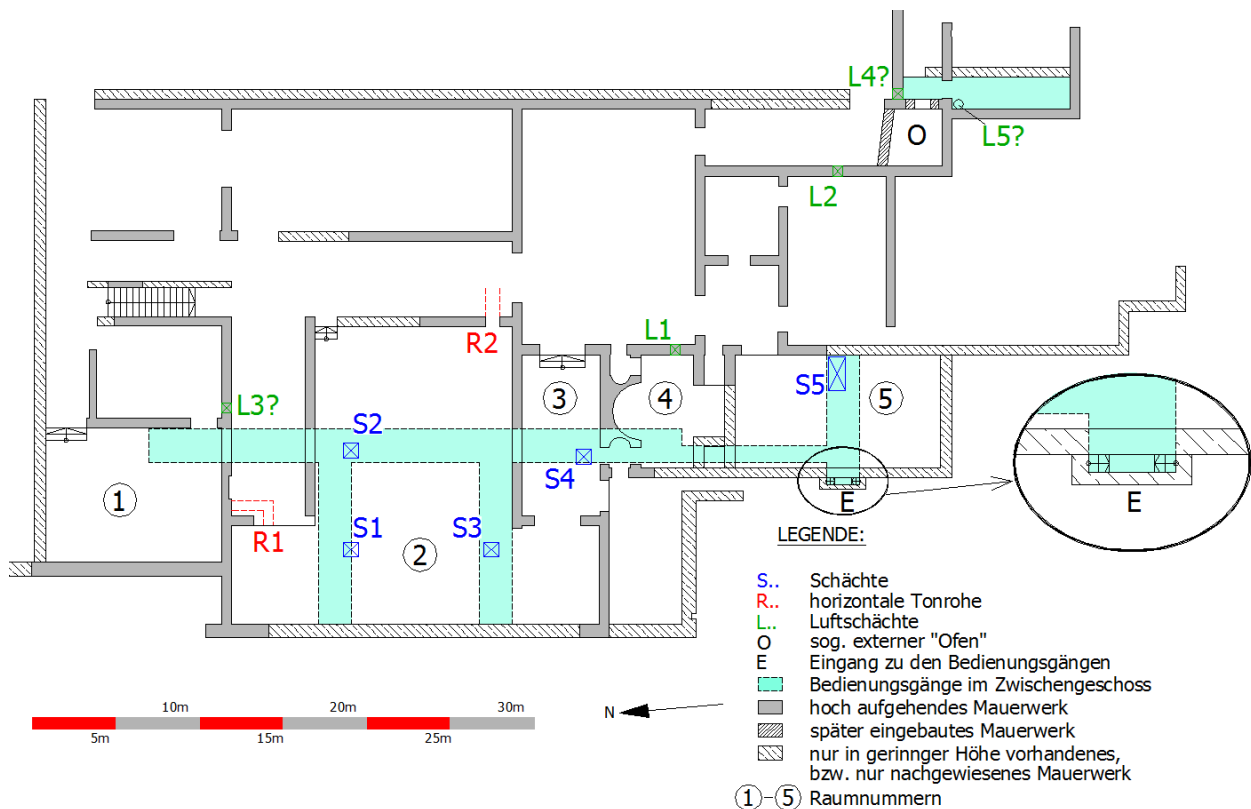 L4?
O
L5?
L2
R2
L1
L3?
3
4
S5
5
S2
S4
1
E
E
R1
S1
2
S3
LEGENDE:
S.. Schächte
R.. horizontale Tonrohe
L.. Luftschächte
O sog. externer "Ofen"
E Eingang zu den Bedienungsgängen
Bedienungsgänge im Zwischengeschoss
hoch aufgehendes Mauerwerk
später eingebautes Mauerwerk
nur in gerinnger Höhe vorhandenes,
bzw. nur nachgewiesenes Mauerwerk
1-5 Raumnummern
10m 20m 30m
5m 15m 25m
N